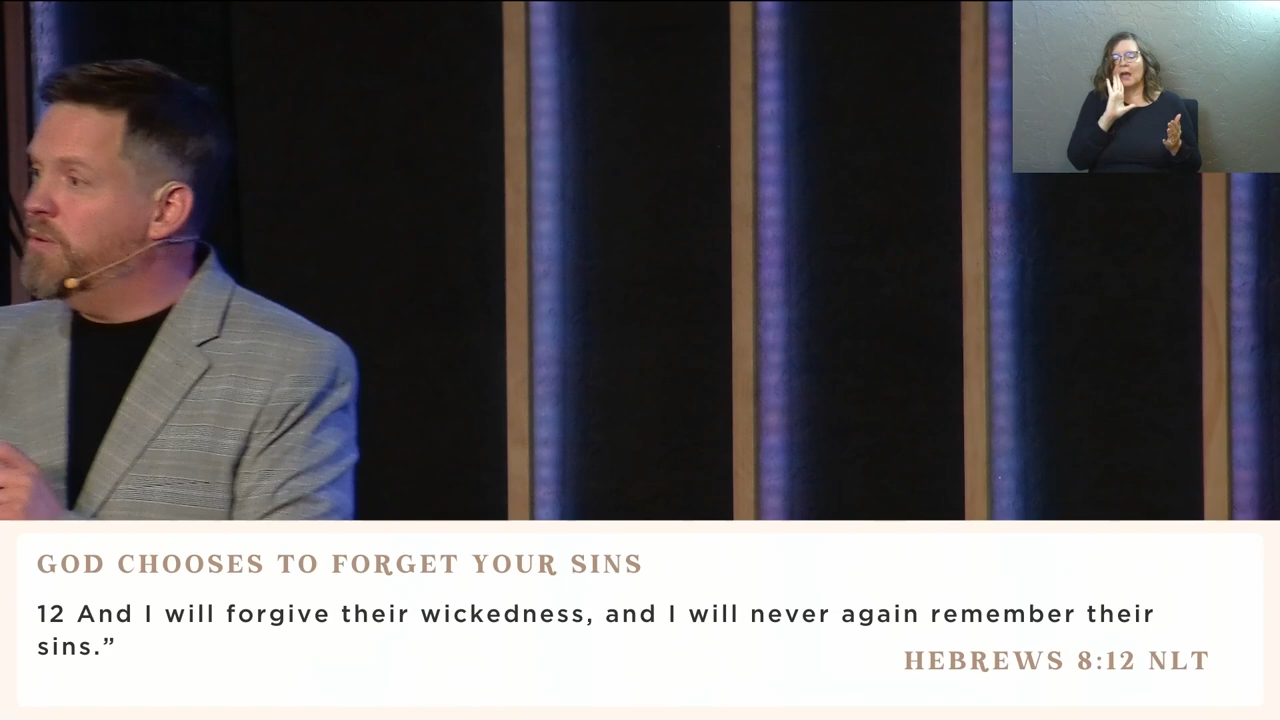 GOD CHOOSES TO FORGET YOUR SINS
12 And I will forgive their wickedness, and I will never again remember their
sins.”
HEBREWS 8:12 NLT